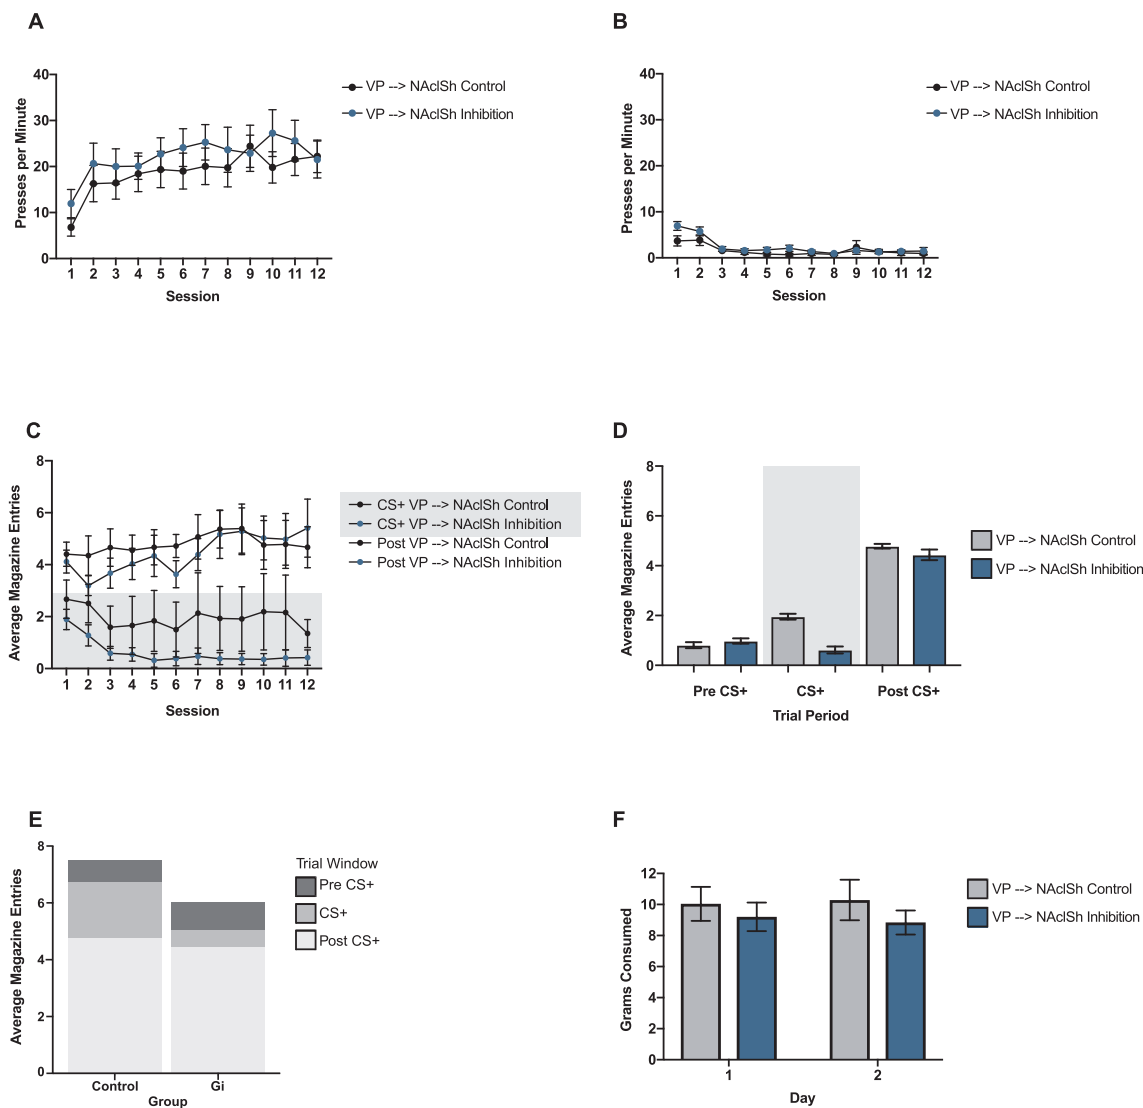 A
Presses per Minute
40
30
20
10
0
1 2 3 4 5 6 7 8 9 10 11 12
Session
VP --> NAclSh Control
VP --> NAclSh Inhibition
B
Presses per Minute
40
30
20
10
0
1 2 3 4 5 6 7 8 9 10 11 12
Session
VP --> NAclSh Control
VP --> NAclSh Inhibition
C
Average Magazine Entries
8
6
4
2
0
1 2 3 4 5 6 7 8 9 10 11 12
Session
CS+ VP --> NAclSh Control
CS+ VP --> NAclSh Inhibition
Post VP --> NAclSh Control
Post VP --> NAclSh Inhibition
D
Average Magazine Entries
8
6
4
2
0
Pre CS+ CS+ Post CS+
Trial Period
VP --> NAclSh Control
VP --> NAclSh Inhibition
E
Average Magazine Entries
8
6
4
2
0
Control Gi
Group
Trial Window
Pre CS+
CS+
Post CS+
F
Grams Consumed
12
10
8
6
4
2
0
1 2
Day
VP --> NAclSh Control
VP --> NAclSh Inhibition